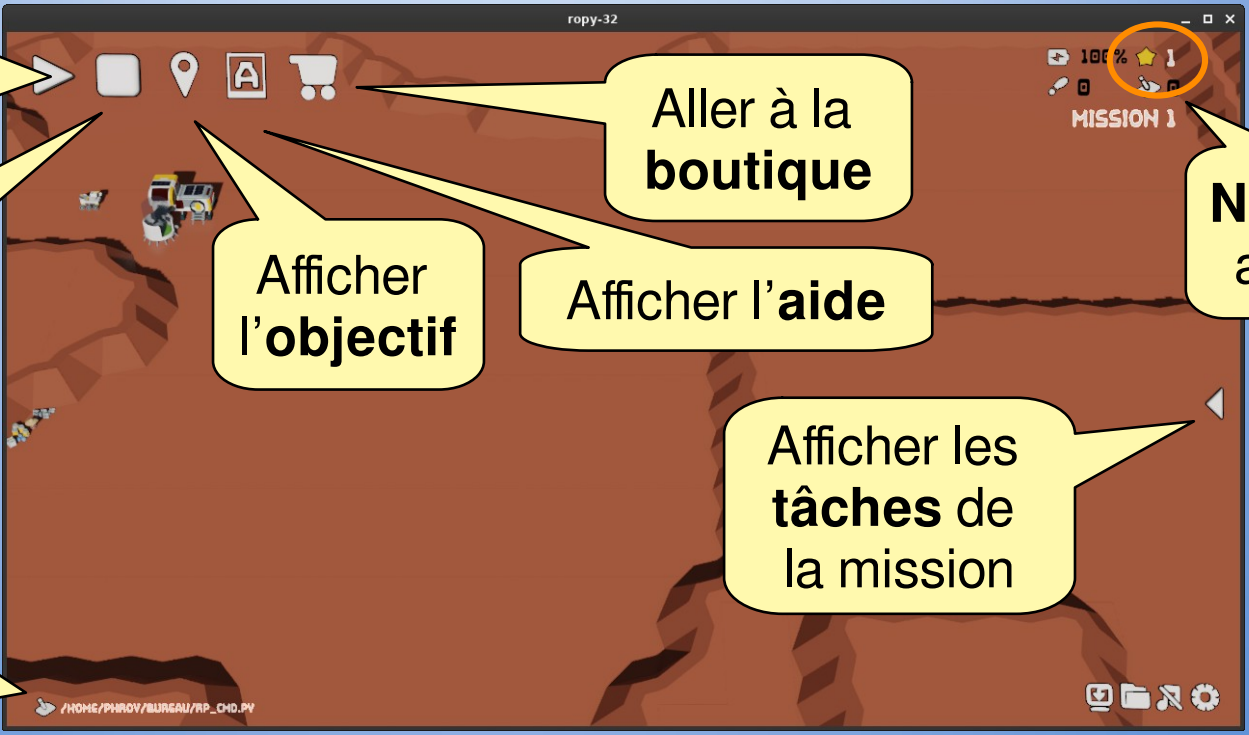 ropy-32
100% 1
0 0
MISSION 1
A
Aller à la
boutique
Afficher
l'objectif
Afficher l'aide
N
a
Afficher les
tâches de
la mission
/HOME/PHROV/BUREAU/RP_CMD.PY